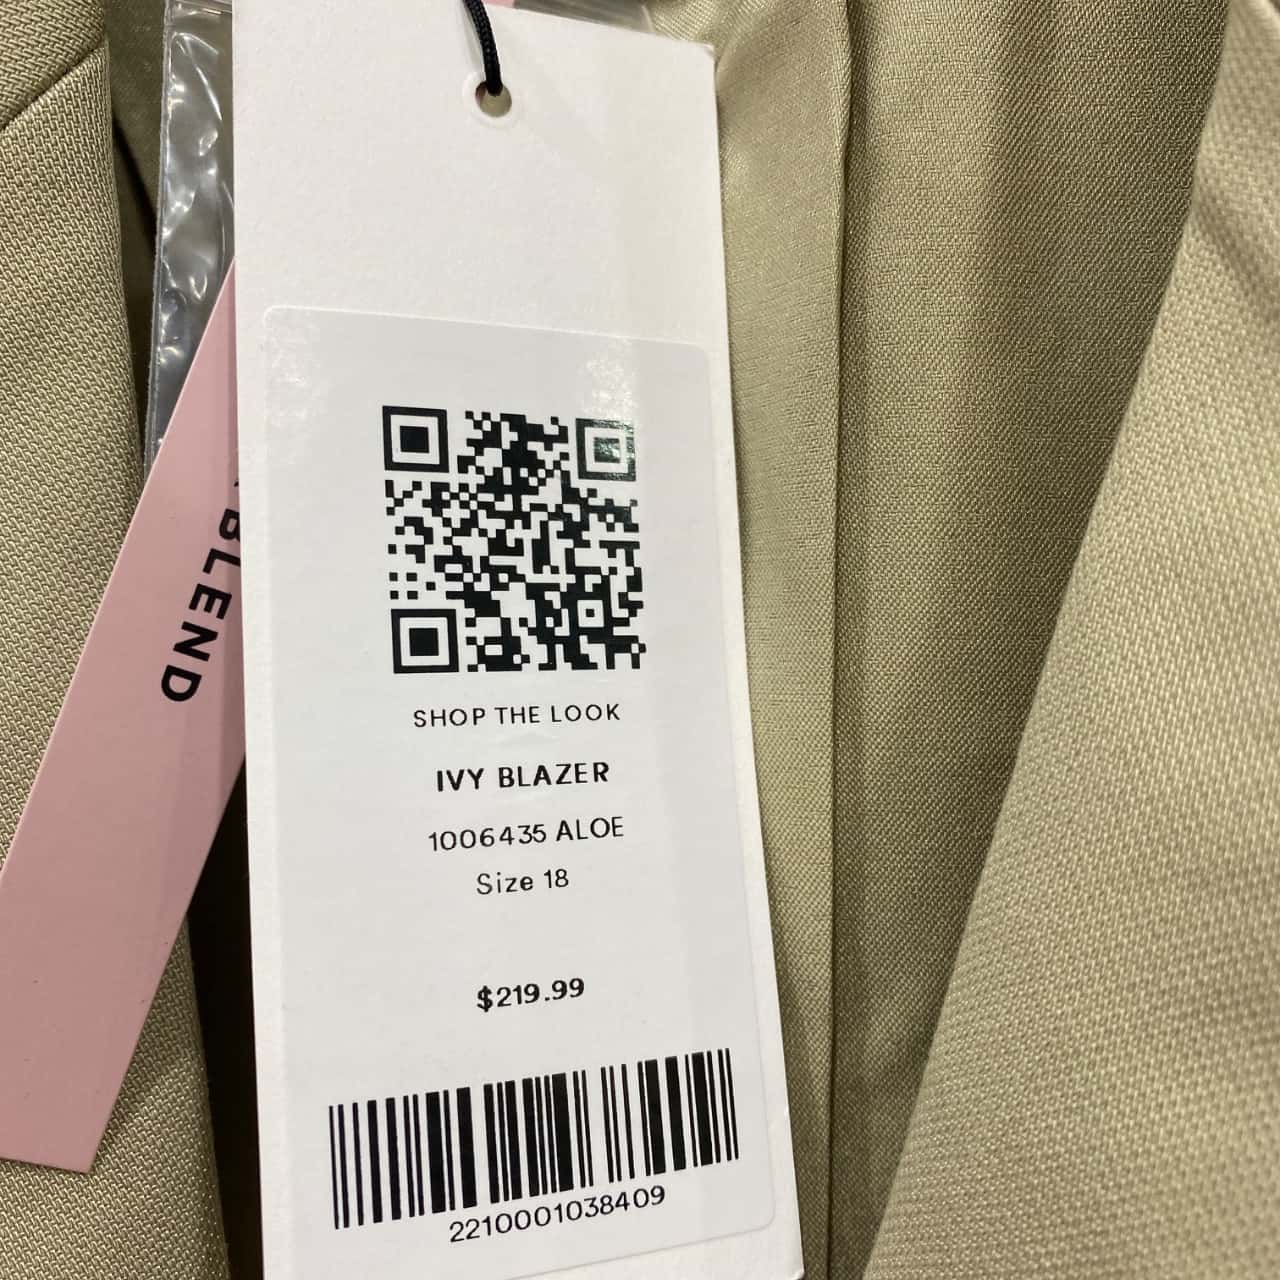 BLEND
SHOP THE LOOK
IVY BLAZER
1006435 ALOE
Size 18
$219.99
2210001038409